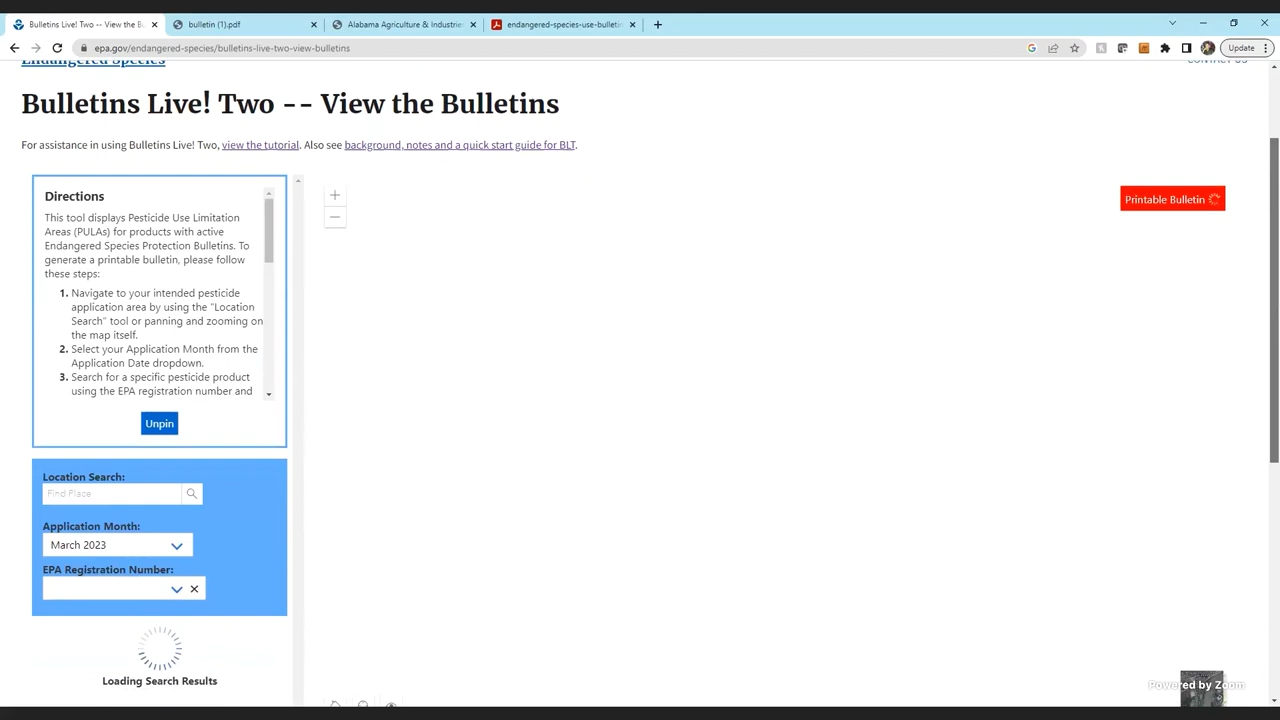 Bulletins Live! Two -- View the B
bulletin (1).pdf
Alabama Agriculture & Industries
endangered-species-use-bulletin
epa.gov/endangered-species/bulletins-live-two-view-bulletins
Update
Endangered Species
CONTACT US
Bulletins Live! Two -- View the Bulletins
For assistance in using Bulletins Live! Two, view the tutorial. Also see background, notes and a quick start guide for BLT.
Directions
This tool displays Pesticide Use Limitation
Areas (PULAs) for products with active
Endangered Species Protection Bulletins. To
generate a printable bulletin, please follow
these steps:
1. Navigate to your intended pesticide
application area by using the "Location
Search" tool or panning and zooming on
the map itself.
2. Select your Application Month from the
Application Date dropdown.
3. Search for a specific pesticide product
using the EPA registration number and
Unpin
Location Search:
Find Place
Application Month:
March 2023
EPA Registration Number:
Loading Search Results
Printable Bulletin
Powered by Zoom